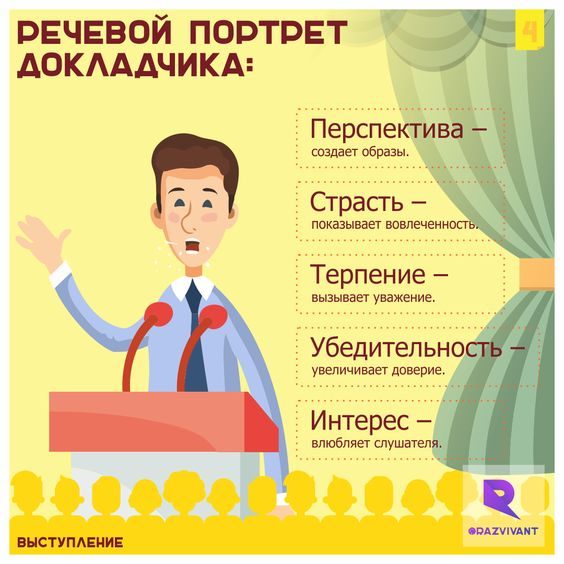 РЕЧЕВОЙ ПОРТРЕТ
ДОКЛАДЧИКА:
4
Перспектива –
создает образы.
Страсть –
показывает вовлеченность.
Терпение –
вызывает уважение.
Убедительность –
увеличивает доверие.
Интерес –
влюбляет слушателя.
R
@RAZVIVANT
ВЫСТУПЛЕНИЕ